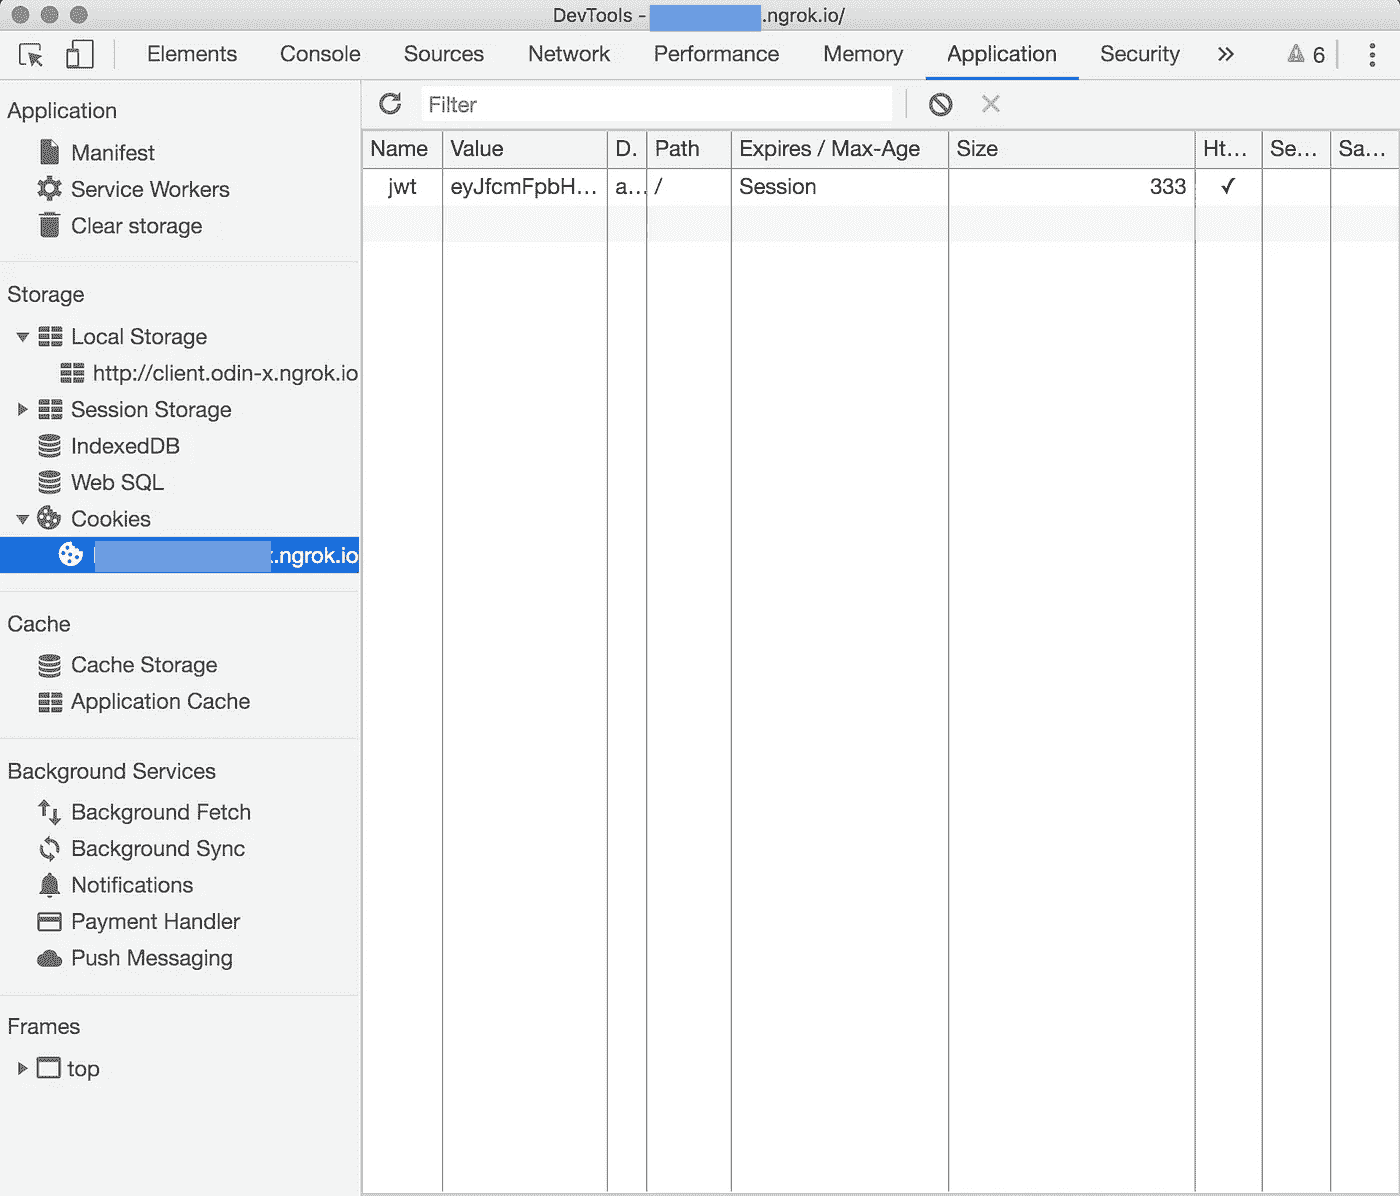 DevTools - .ngrok.io/
Elements Console Sources Network Performance Memory Application Security » 6
Application
Manifest
Service Workers
Clear storage
Storage
Local Storage
http://client.odin-x.ngrok.io
Session Storage
IndexedDB
Web SQL
Cookies
.ngrok.io
Cache
Cache Storage
Application Cache
Background Services
Background Fetch
Background Sync
Notifications
Payment Handler
Push Messaging
Frames
top
Filter
Name Value D. Path Expires / Max-Age Size Ht... Se... Sa...
jwt eyJfcmFpbH... a... / Session 333 ✓